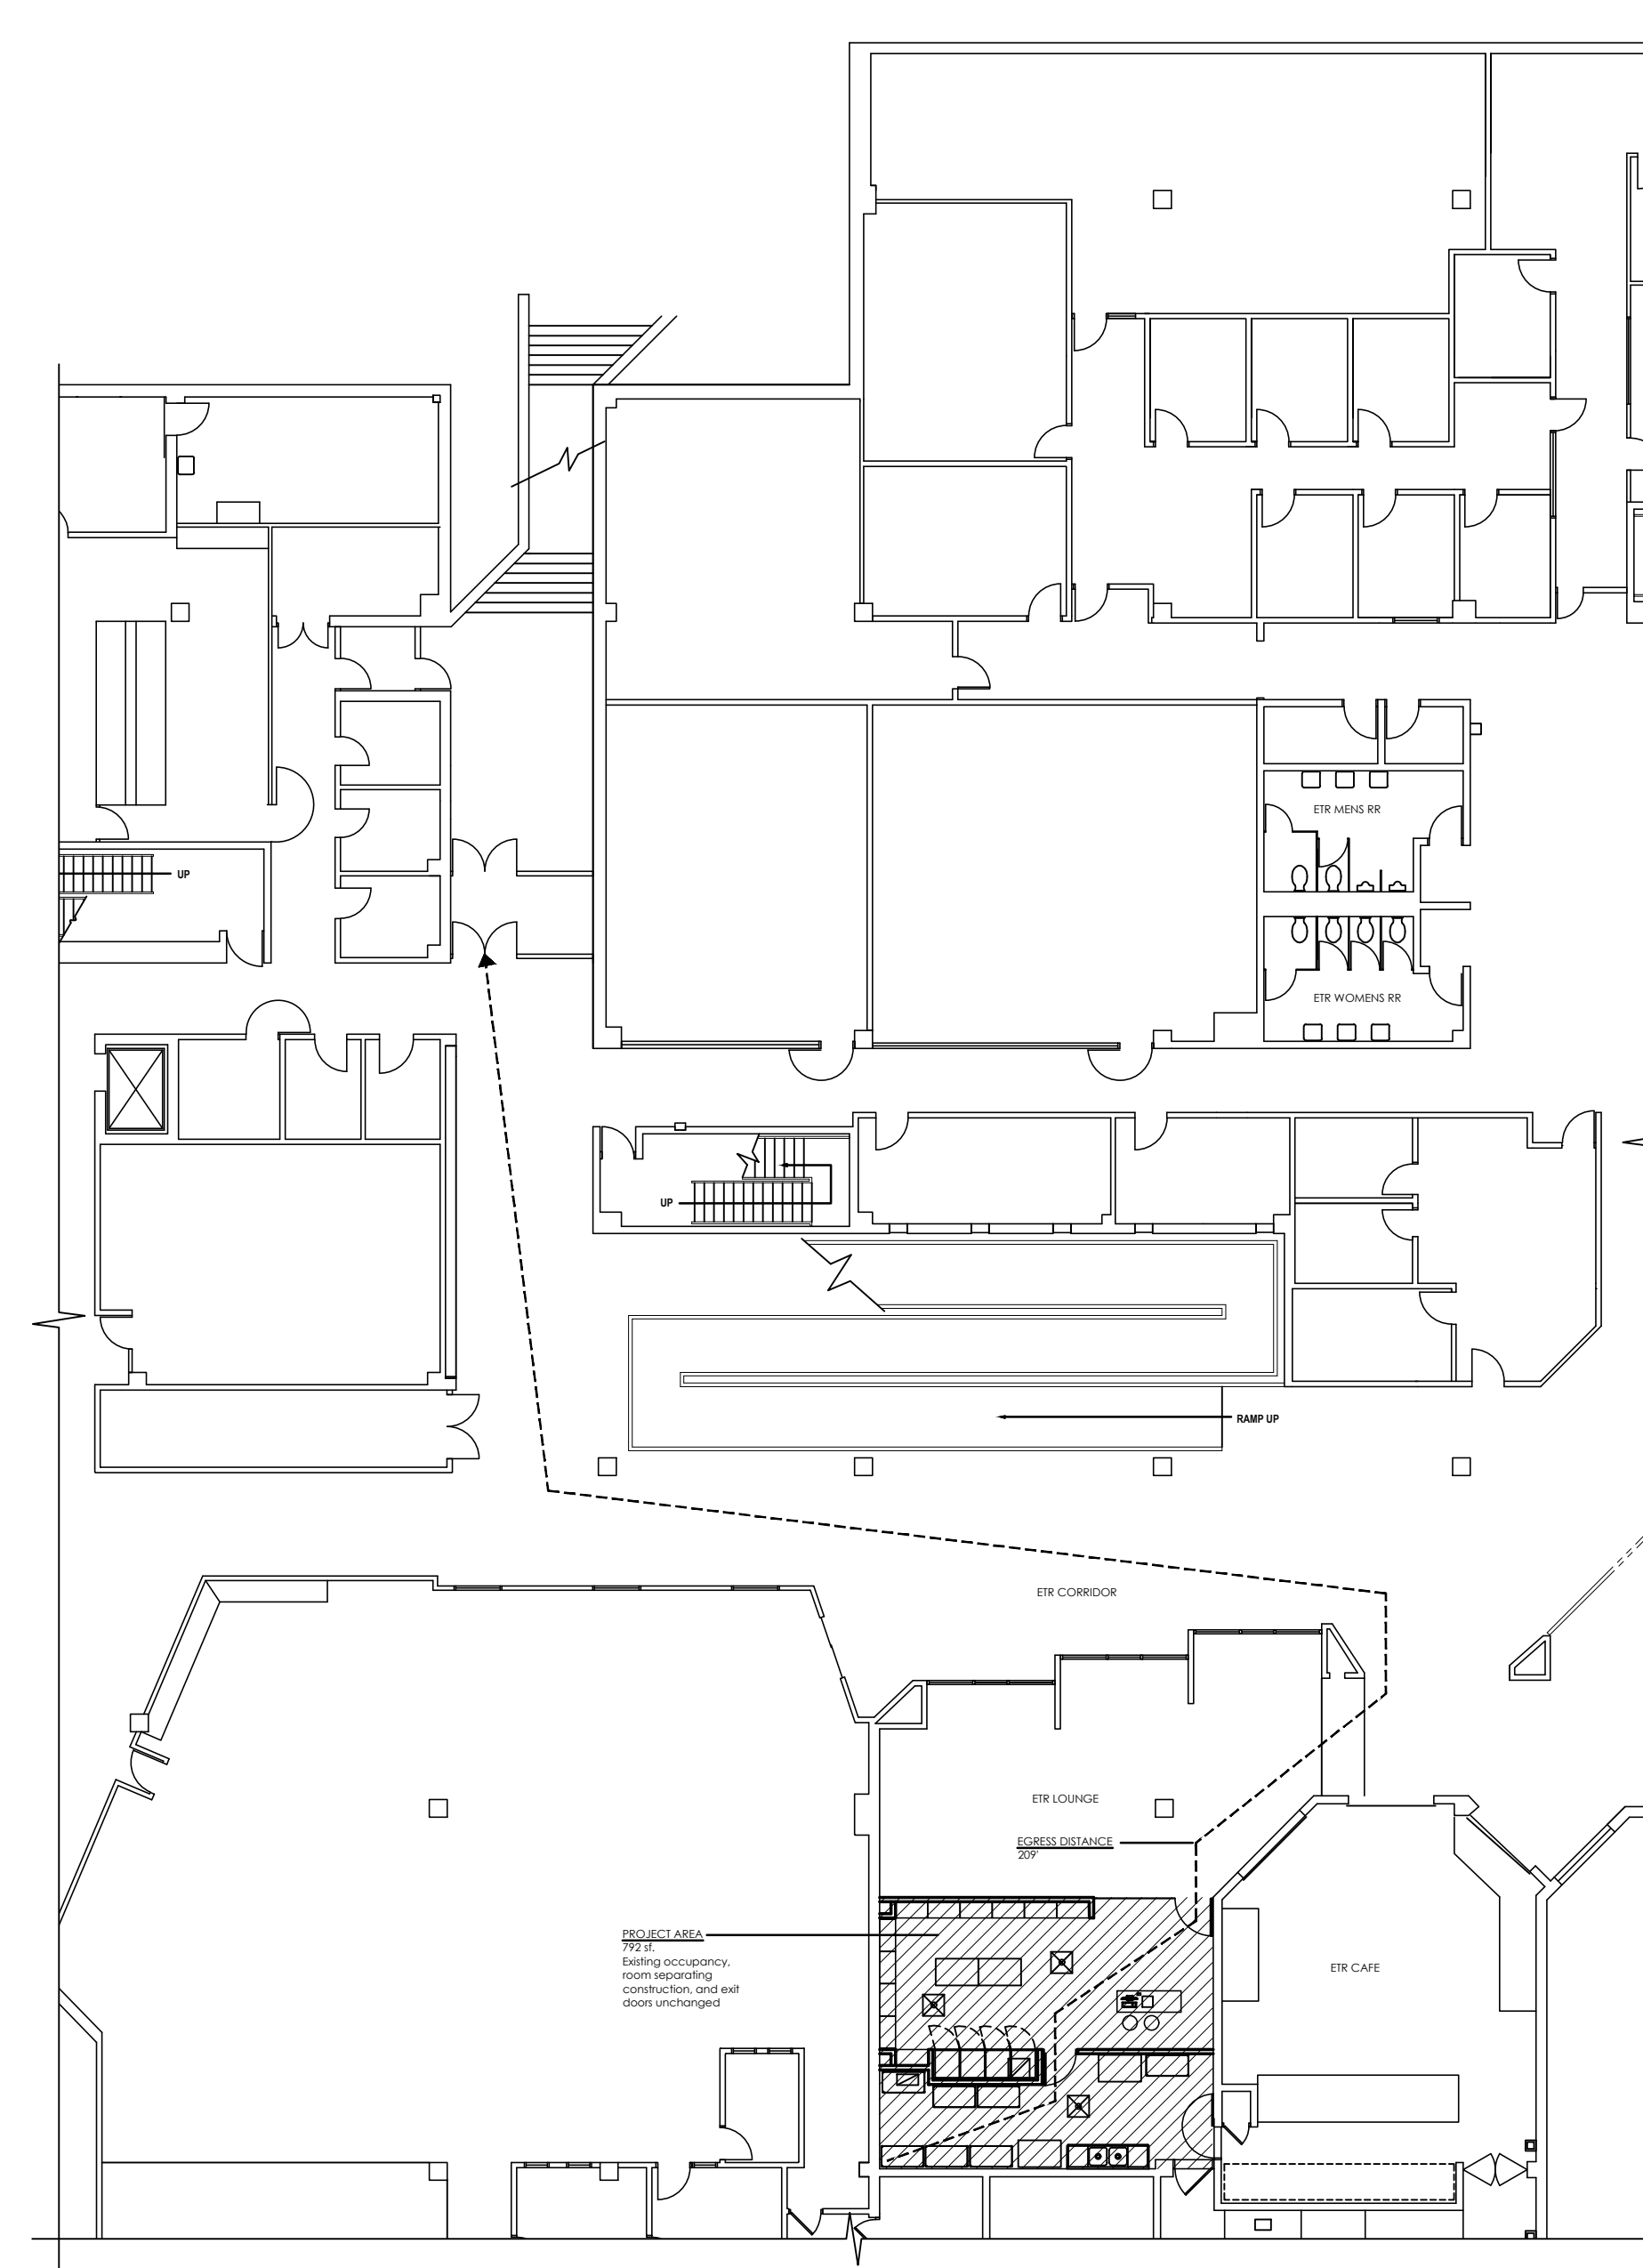 ETR MENS RR
UP
ETR WOMENS RR
UP
RAMP UP
ETR CORRIDOR
ETR LOUNGE
EGRESS DISTANCE
209'
PROJECT AREA
792 sf.
Existing occupancy,
room separating
construction, and exit
doors unchanged
ETR CAFE